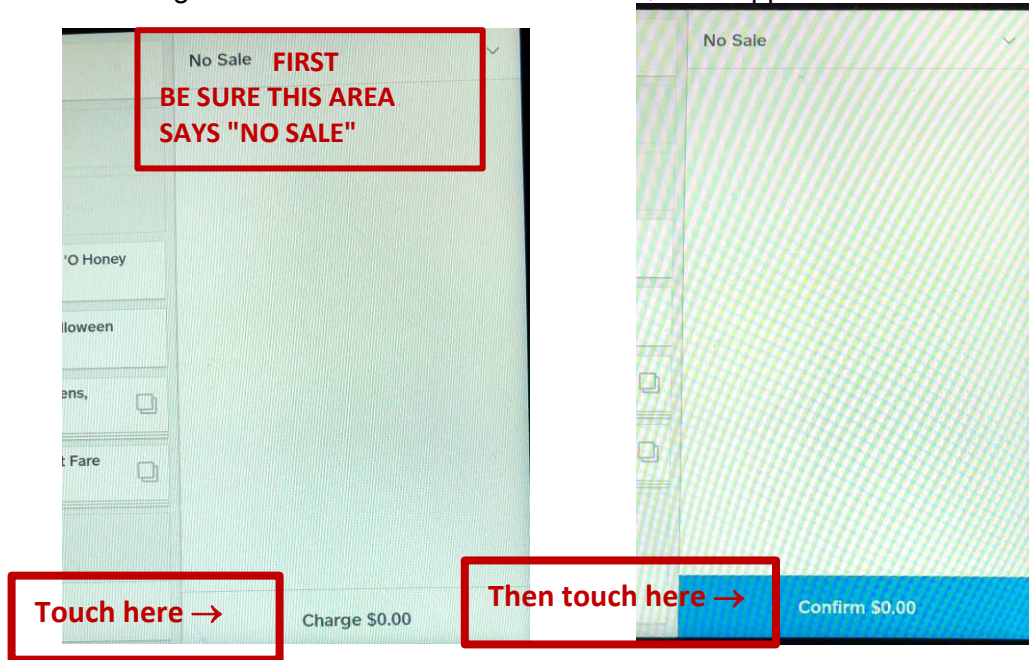 No Sale FIRST
BE SURE THIS AREA
SAYS "NO SALE"
'O Honey
lloween
ens,
t Fare
Touch here →
Charge $0.00
No Sale
Then touch here →
Confirm $0.00